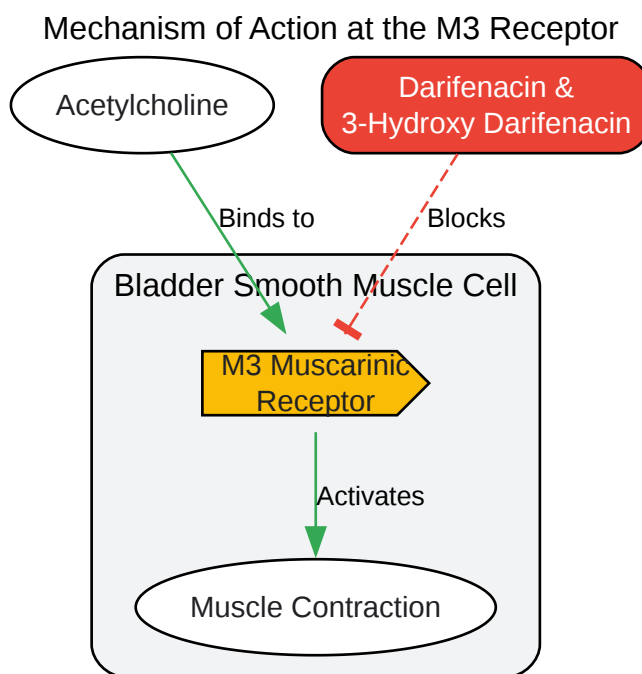 Mechanism of Action at the M3 Receptor
Acetylcholine
Darifenacin &
3-Hydroxy Darifenacin
Binds to
Blocks
Bladder Smooth Muscle Cell
M3 Muscarinic
Receptor
Activates
Muscle Contraction